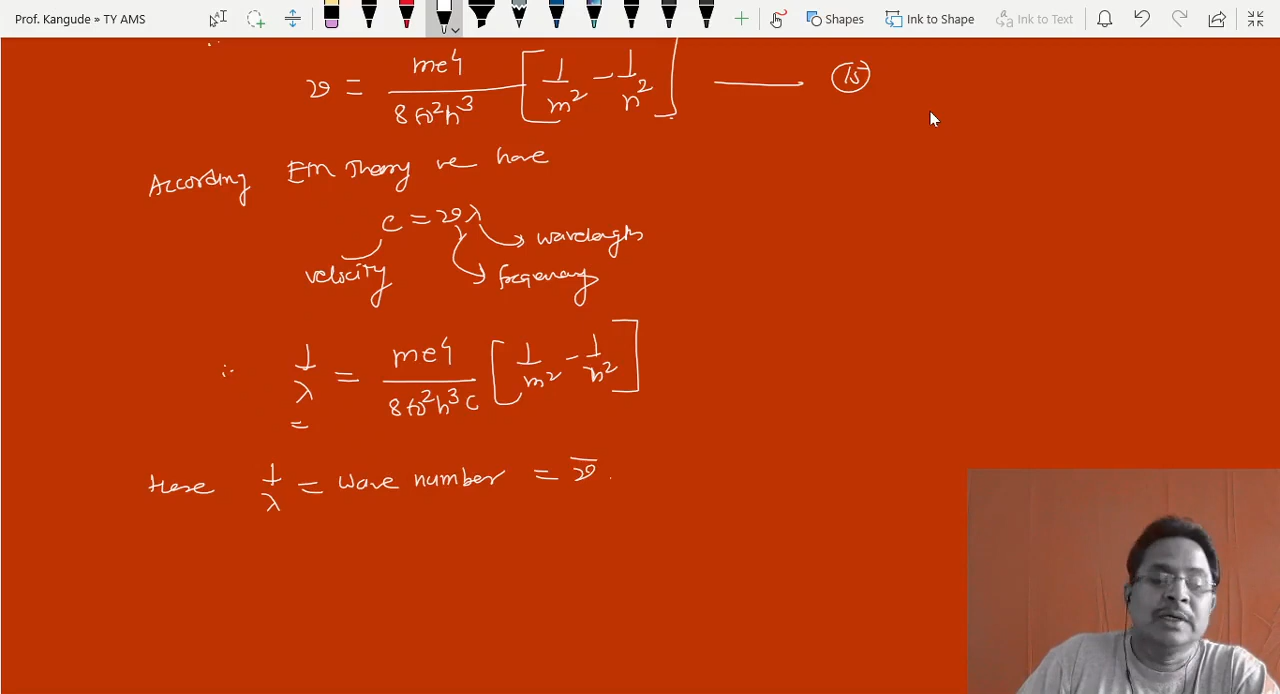 Prof. Kangude » TY AMS Shapes Ink to Shape Ink to Text
∴
ν = me4 / 8ε0²h³ [1/m² - 1/n²] —— (15)
According EM Theory we have
c = νλ
wavelength
velocity
frequency
∴ 1/λ = me4 / 8ε0²h³c [1/m² - 1/n²]
=
Here 1/λ = wave number = ν̅.